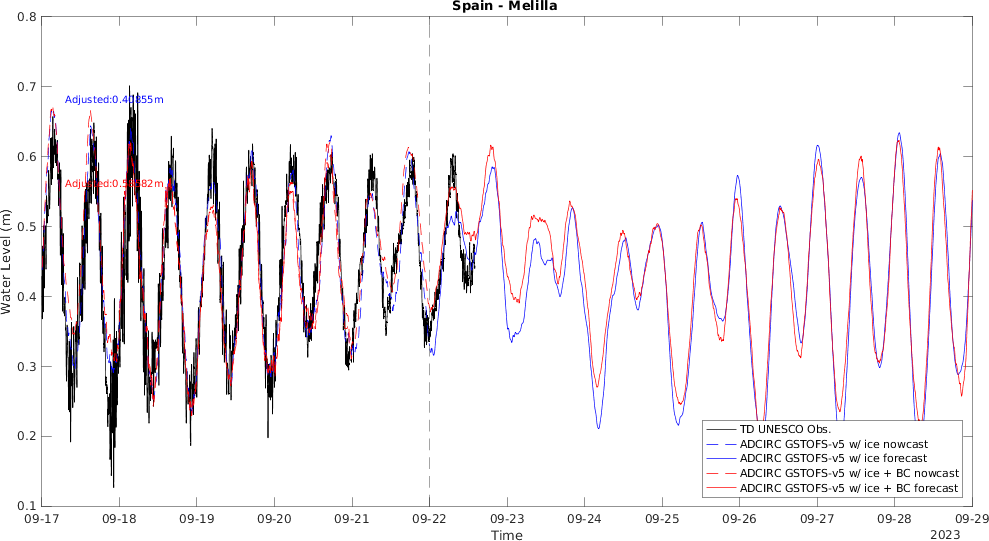 Spain - Melilla
0.8
0.7
0.6
0.5
0.4
0.3
0.2
0.1
Water Level (m)
09-17
09-18
09-19
09-20
09-21
09-22
09-23
09-24
09-25
09-26
09-27
09-28
09-29
Time
2023
TD UNESCO Obs.
ADCIRC GSTOFS-v5 w/ ice nowcast
ADCIRC GSTOFS-v5 w/ ice forecast
ADCIRC GSTOFS-v5 w/ ice + BC nowcast
ADCIRC GSTOFS-v5 w/ ice + BC forecast